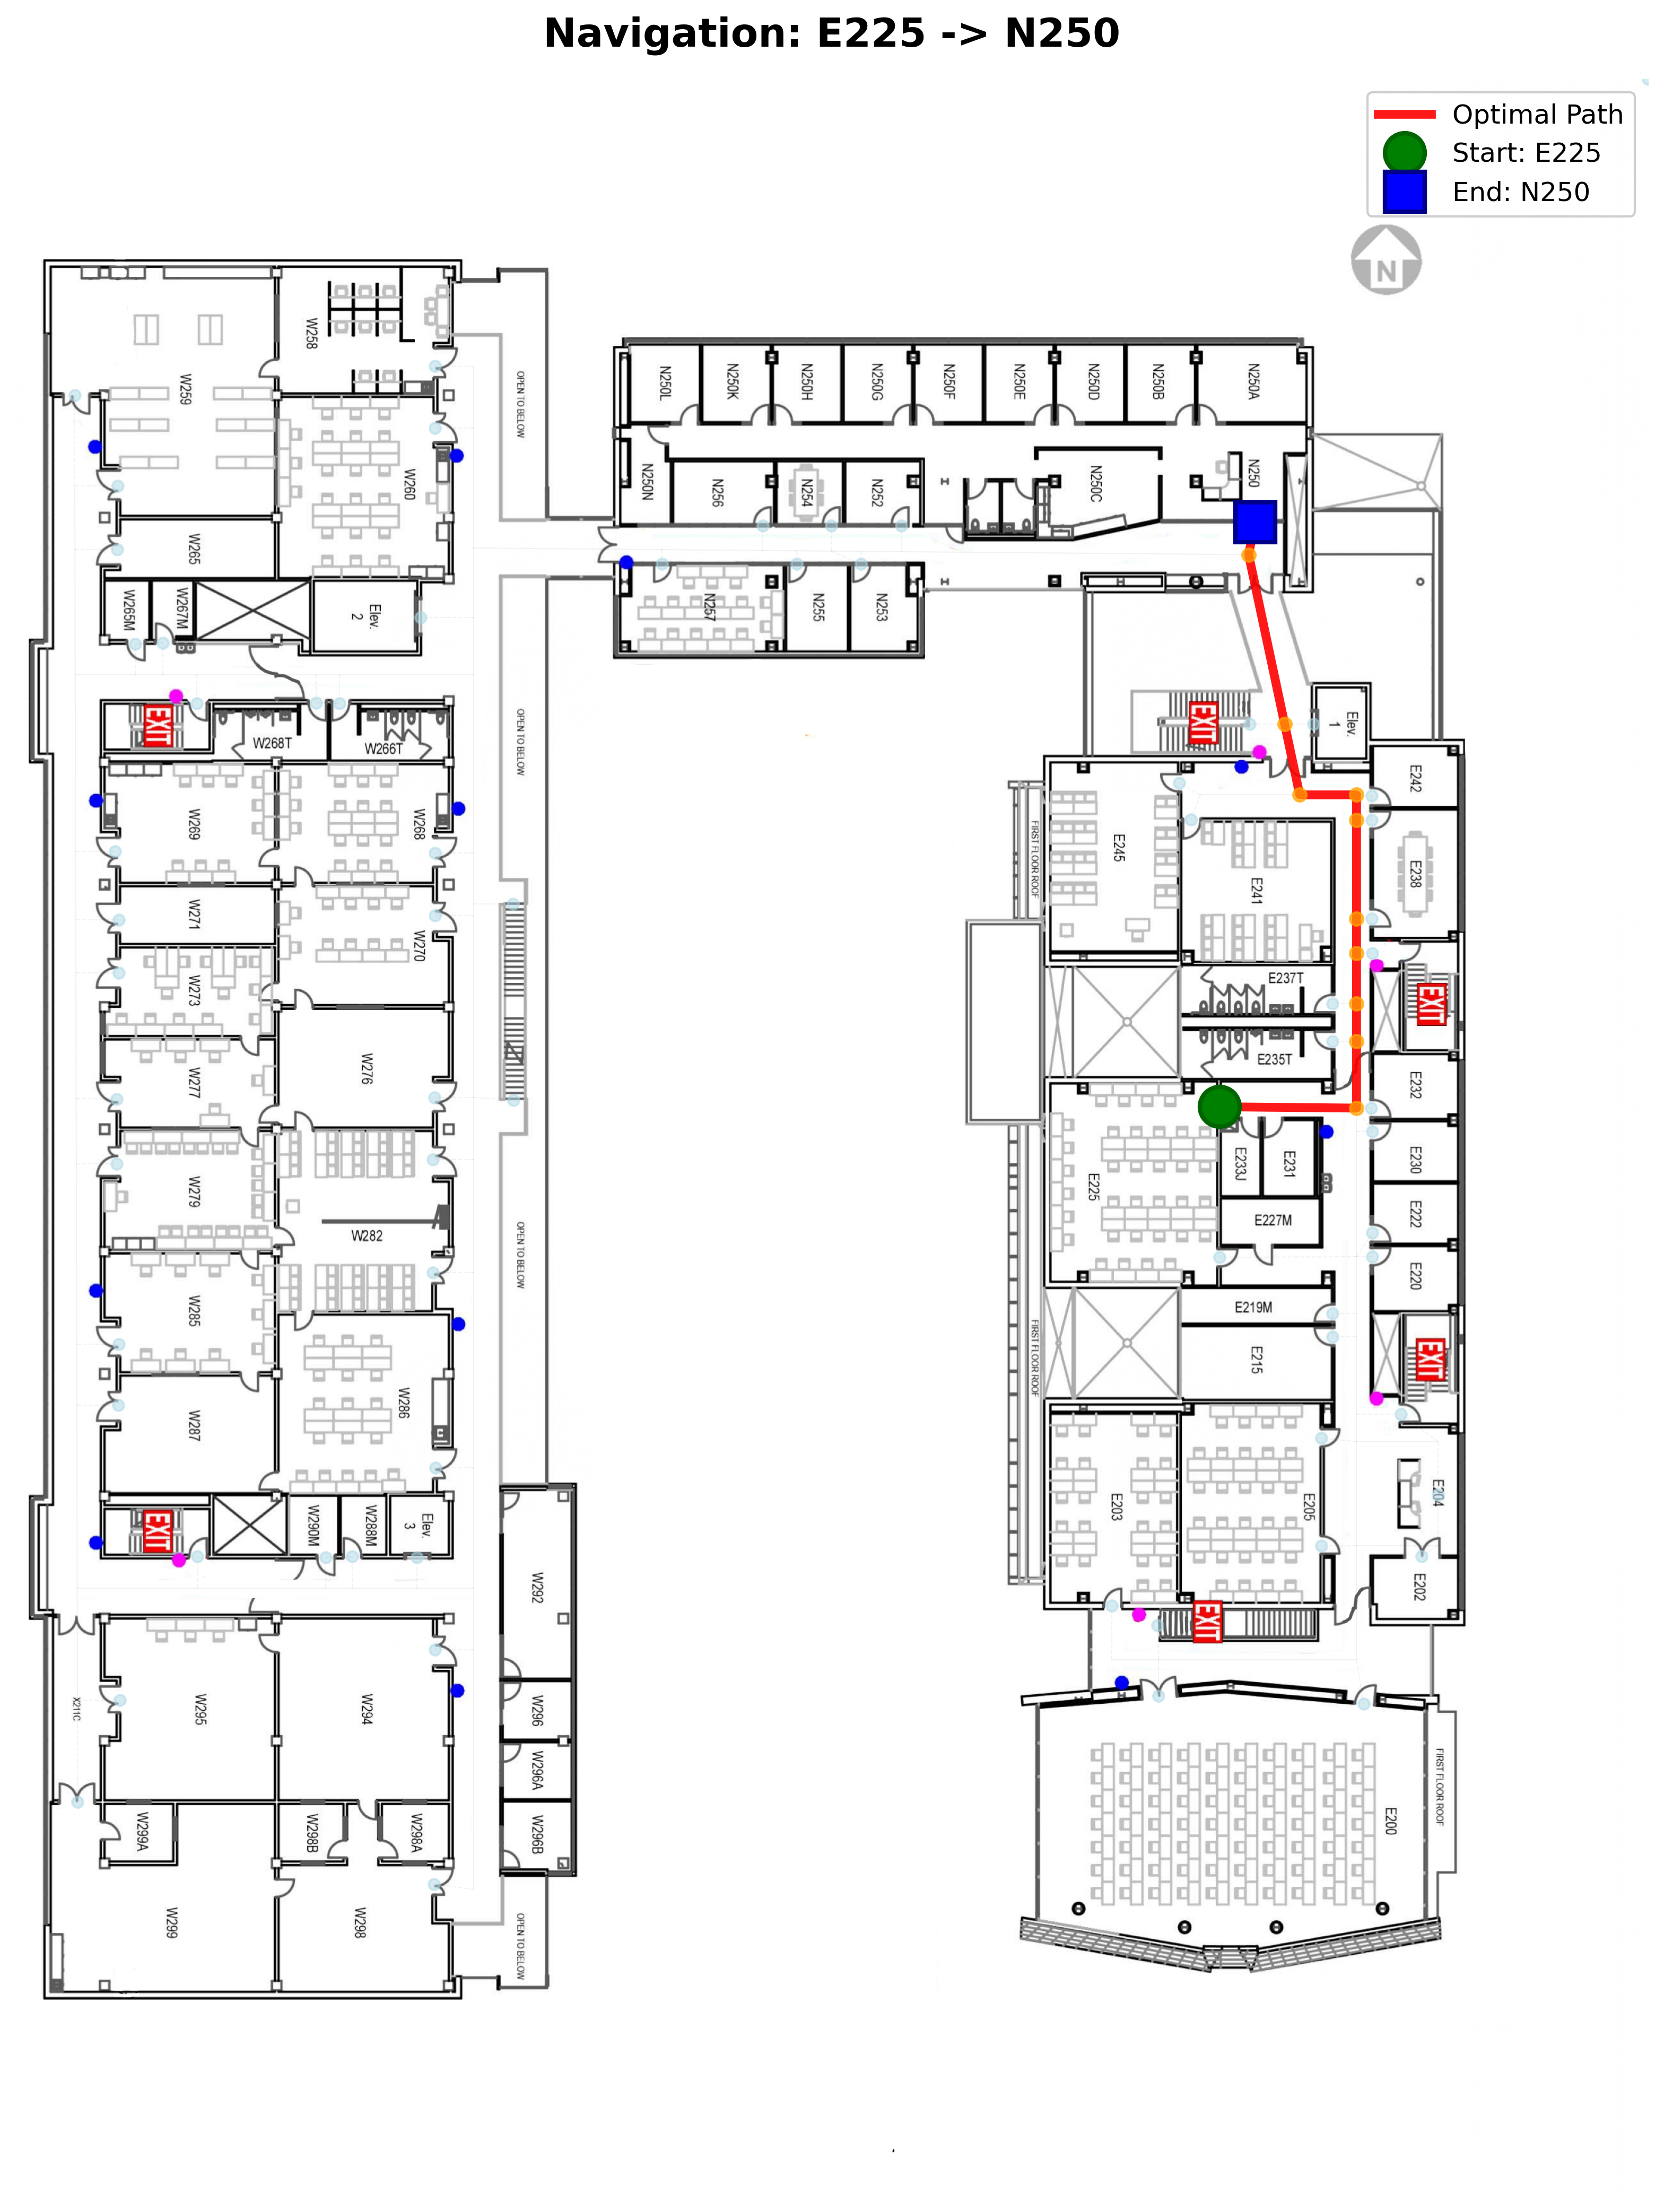 Navigation: E225 -> N250
Optimal Path
Start: E225
End: N250
N
W258
W259
W260
W265
W265M
W267M
Elev. 2
OPEN TO BELOW
EXIT
W268T
W266T
W269
W268
W271
W270
W273
W277
W276
W279
W282
W285
W286
W287
OPEN TO BELOW
OPEN TO BELOW
EXIT
W290M
W288M
Elev. 3
W292
X211C
W295
W294
W296
W296A
W296B
W299A
W298B
W298A
W299
W298
OPEN TO BELOW
N250L
N250K
N250H
N250G
N250F
N250E
N250D
N250B
N250A
N250N
N256
N254
N252
N250C
N250
N257
N255
N253
EXIT
Elev. 1
E242
FIRST FLOOR ROOF
E245
E241
E238
E237T
EXIT
E235T
E232
E225
E233J
E231
E230
E227M
E222
E220
E219M
FIRST FLOOR ROOF
E215
EXIT
E203
E205
E204
E202
EXIT
E200
FIRST FLOOR ROOF